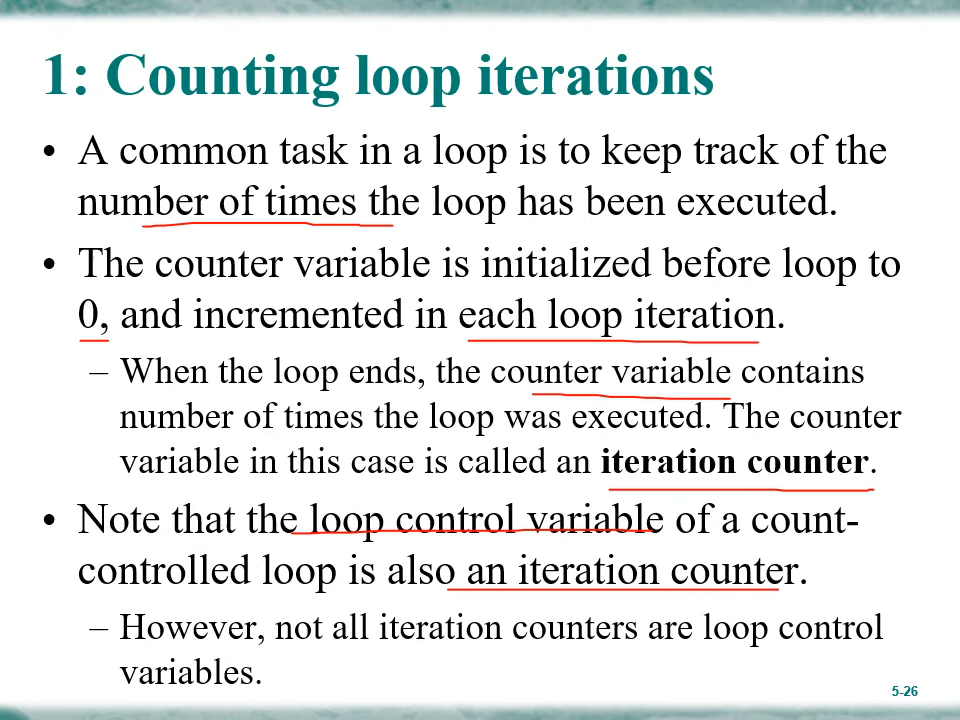 1: Counting loop iterations
• A common task in a loop is to keep track of the
number of times the loop has been executed.
• The counter variable is initialized before loop to
0, and incremented in each loop iteration.
– When the loop ends, the counter variable contains
number of times the loop was executed. The counter
variable in this case is called an iteration counter.
• Note that the loop control variable of a count-
controlled loop is also an iteration counter.
– However, not all iteration counters are loop control
variables.
5-26